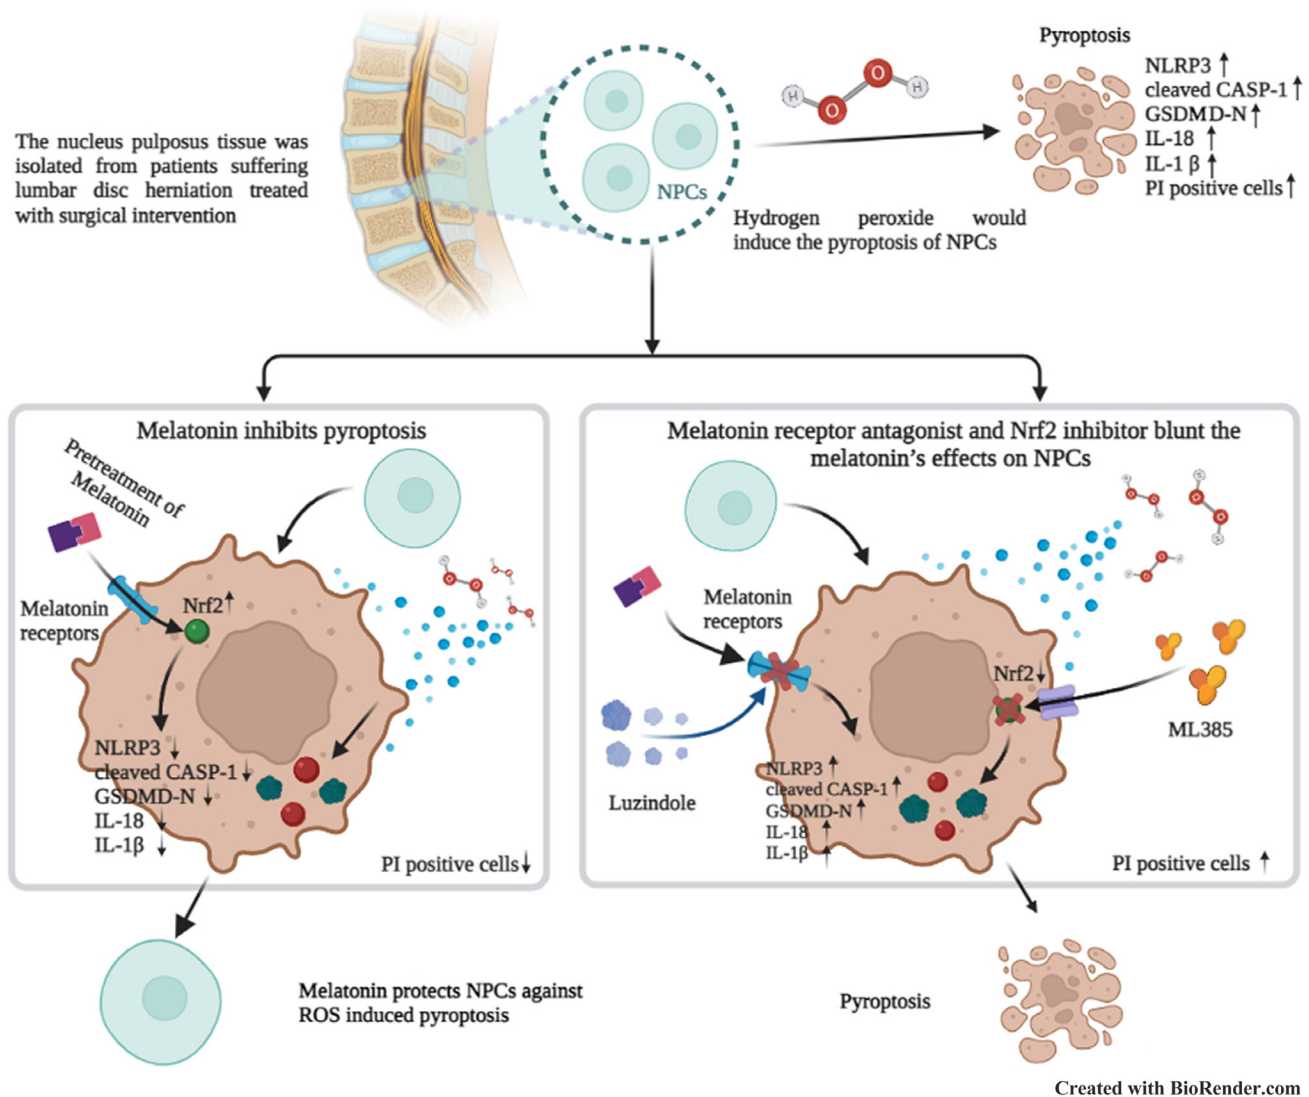 The nucleus pulposus tissue was
isolated from patients suffering
lumbar disc herniation treated
with surgical intervention
NPCs
H O O H
Hydrogen peroxide would
induce the pyroptosis of NPCs
Pyroptosis
NLRP3 ↑
cleaved CASP-1 ↑
GSDMD-N ↑
IL-18 ↑
IL-1 β ↑
PI positive cells ↑
Melatonin inhibits pyroptosis
Pretreatment of
Melatonin
Melatonin
receptors
Nrf2 ↑
NLRP3 ↓
cleaved CASP-1 ↓
GSDMD-N ↓
IL-18 ↓
IL-1β ↓
PI positive cells ↓
Melatonin receptor antagonist and Nrf2 inhibitor blunt the
melatonin's effects on NPCs
Melatonin
receptors
Nrf2 ↓
ML385
Luzindole
NLRP3 ↑
cleaved CASP-1 ↑
GSDMD-N ↑
IL-18 ↑
IL-1β ↑
PI positive cells ↑
Melatonin protects NPCs against
ROS induced pyroptosis
Pyroptosis
Created with BioRender.com